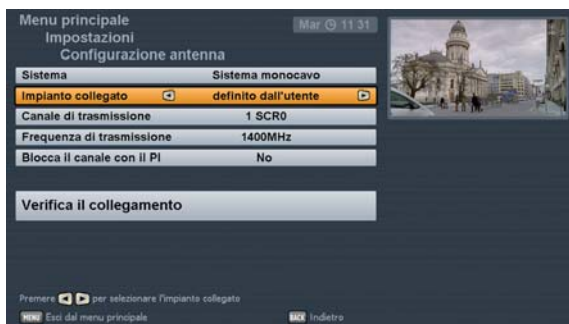 Menu principale
Mar 11 31
Impostazioni
Configurazione antenna
Sistema Sistema monocavo
Impianto collegato definito dall'utente
Canale di trasmissione 1 SCR0
Frequenza di trasmissione 1400MHz
Blocca il canale con il PI No
Verifica il collegamento
Premere per selezionare l'impianto collegato
MENU Esci dal menu principale BACK Indietro